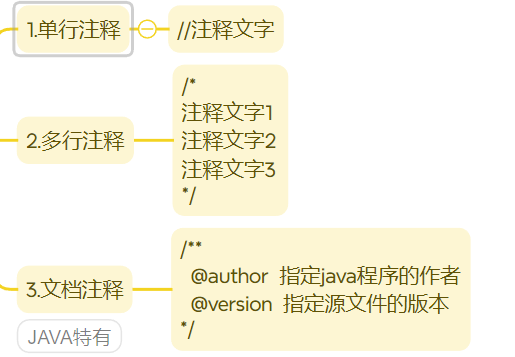 1.单行注释
//注释文字
2.多行注释
/*
注释文字1
注释文字2
注释文字3
*/
3.文档注释
JAVA特有
/**
@author 指定java程序的作者
@version 指定源文件的版本
*/